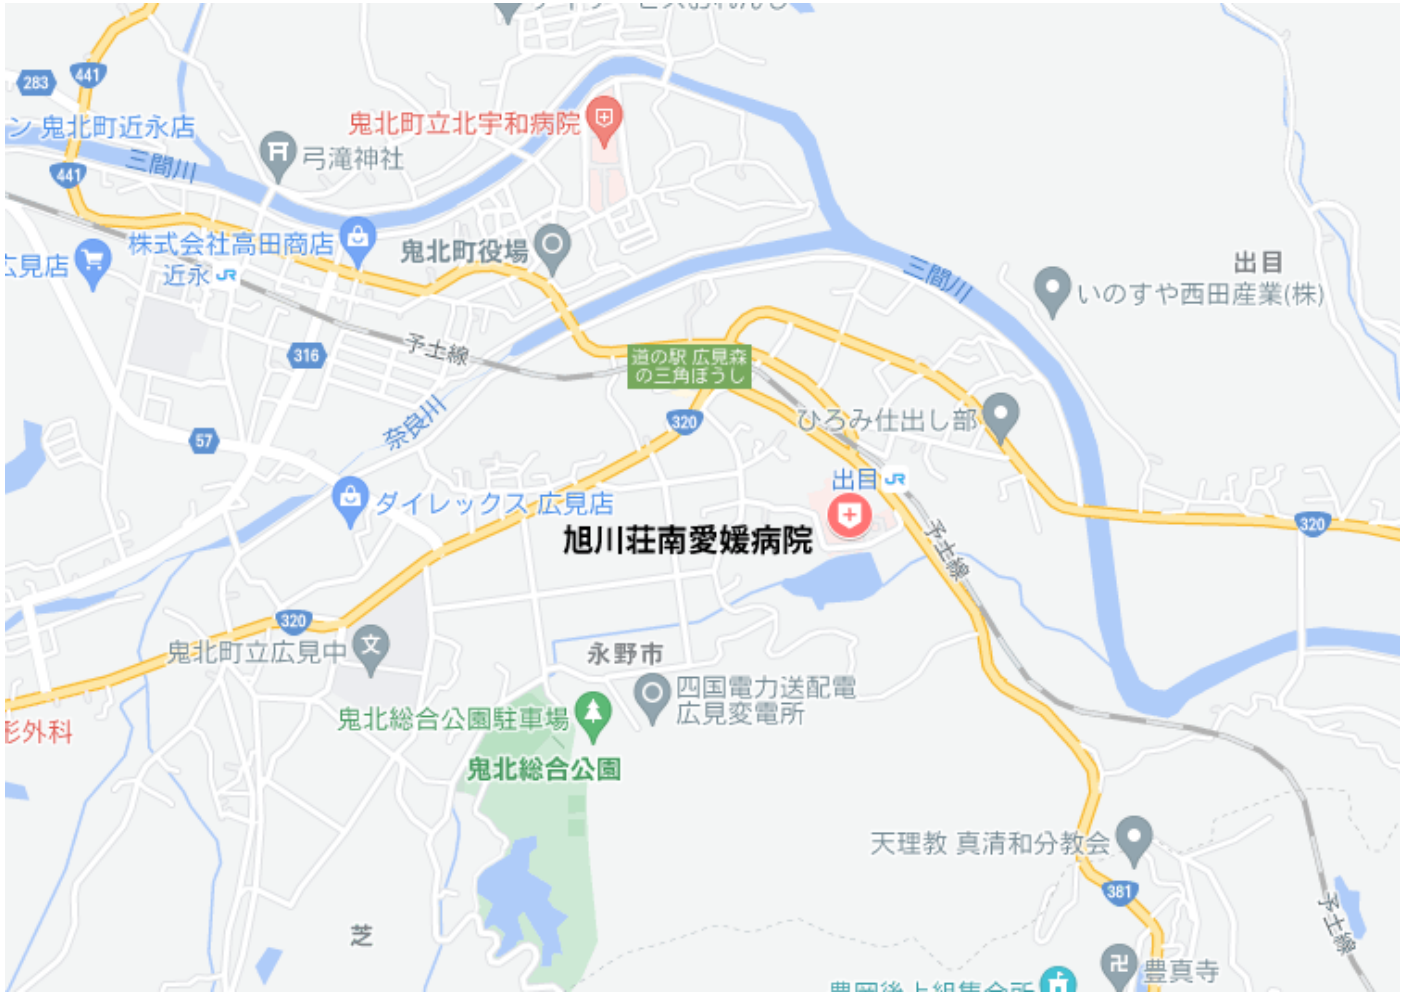 283
441
ン 鬼北町近永店
三間川
441
弓滝神社
鬼北町立北宇和病院
株式会社高田商店
近永 JR
広見店
鬼北町役場
三間川
出目
いのすや西田産業(株)
316
予土線
道の駅 広見森
の三角ぼうし
57
奈良川
320
ひろみ仕出し部
出目 JR
ダイレックス 広見店
旭川荘南愛媛病院
320
予土線
320
鬼北町立広見中
文
永野市
四国電力送配電
広見変電所
鬼北総合公園駐車場
鬼北総合公園
形外科
天理教 真清和分教会
381
芝
予土線
卍
豊真寺